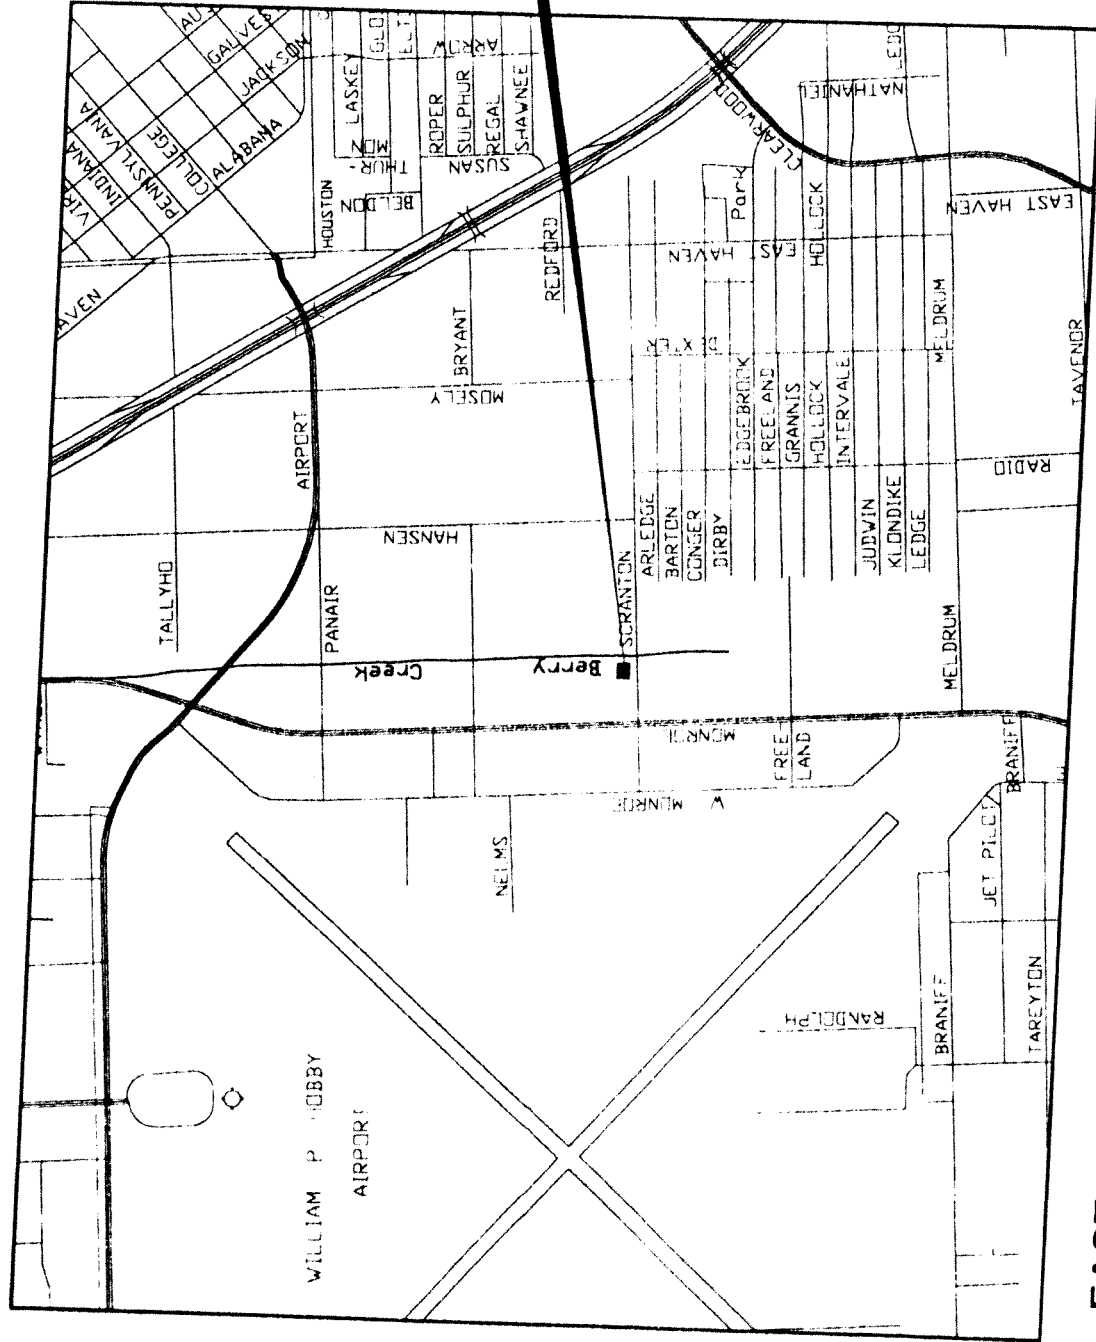 GALVES
JACKSON
INDIANA
PENNSYLVANIA
COLLEGE
ALABAMA
AVEN
HOUSTON
LASKEY
THUR-
MON
BELDON
ARROW
ROPER
SULPHUR
REGAL
SHAWNEE
SUSAN
CLEARWOOD
NATHANIEL
Park
HOLLOCK
EAST HAVEN
EAST HAVEN
REDFORD
BRYANT
MOSELY
AIRPORT
DEXTER
MELDRUM
TAVENOR
EDGEBROOK
FREELAND
GRANNIS
HOLLOCK
INTERVALE
RADIO
HANSEN
ARLEDGE
BARTON
CONGER
DIRBY
JUDWIN
KLONDIKE
LEDGE
TALLYHO
PANAIR
SCRANTON
MELDRUM
Berry
Creek
MONROE
FREE-
LAND
BRANIFF
W MONROE
NELMS
JET PILOT
RANDOLPH
BRANIFF
TAREYTON
WILLIAM P HOBBY
AIRPORT